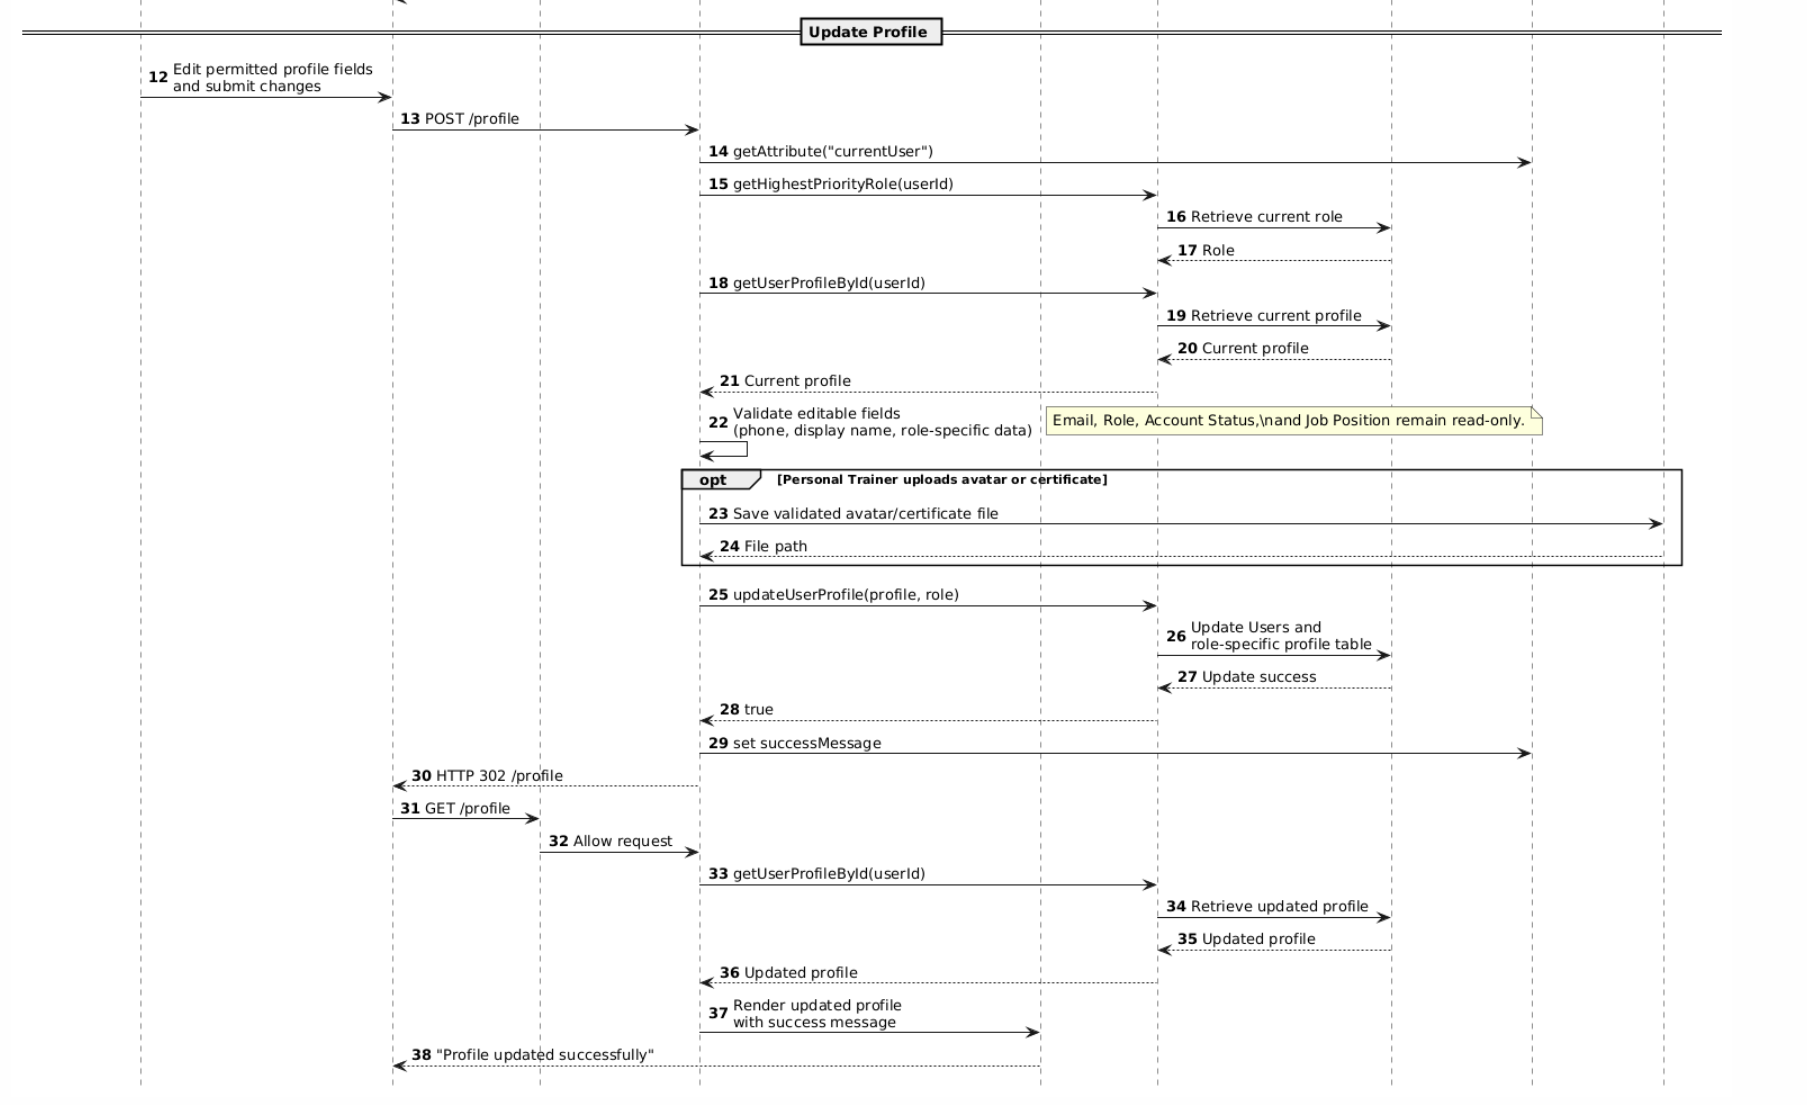 Update Profile
12 Edit permitted profile fields
and submit changes
13 POST /profile
14 getAttribute("currentUser")
15 getHighestPriorityRole(userId)
16 Retrieve current role
17 Role
18 getUserProfileById(userId)
19 Retrieve current profile
20 Current profile
21 Current profile
22 Validate editable fields
(phone, display name, role-specific data)
Email, Role, Account Status,\nand Job Position remain read-only.
opt [Personal Trainer uploads avatar or certificate]
23 Save validated avatar/certificate file
24 File path
25 updateUserProfile(profile, role)
26 Update Users and
role-specific profile table
27 Update success
28 true
29 set successMessage
30 HTTP 302 /profile
31 GET /profile
32 Allow request
33 getUserProfileById(userId)
34 Retrieve updated profile
35 Updated profile
36 Updated profile
37 Render updated profile
with success message
38 "Profile updated successfully"